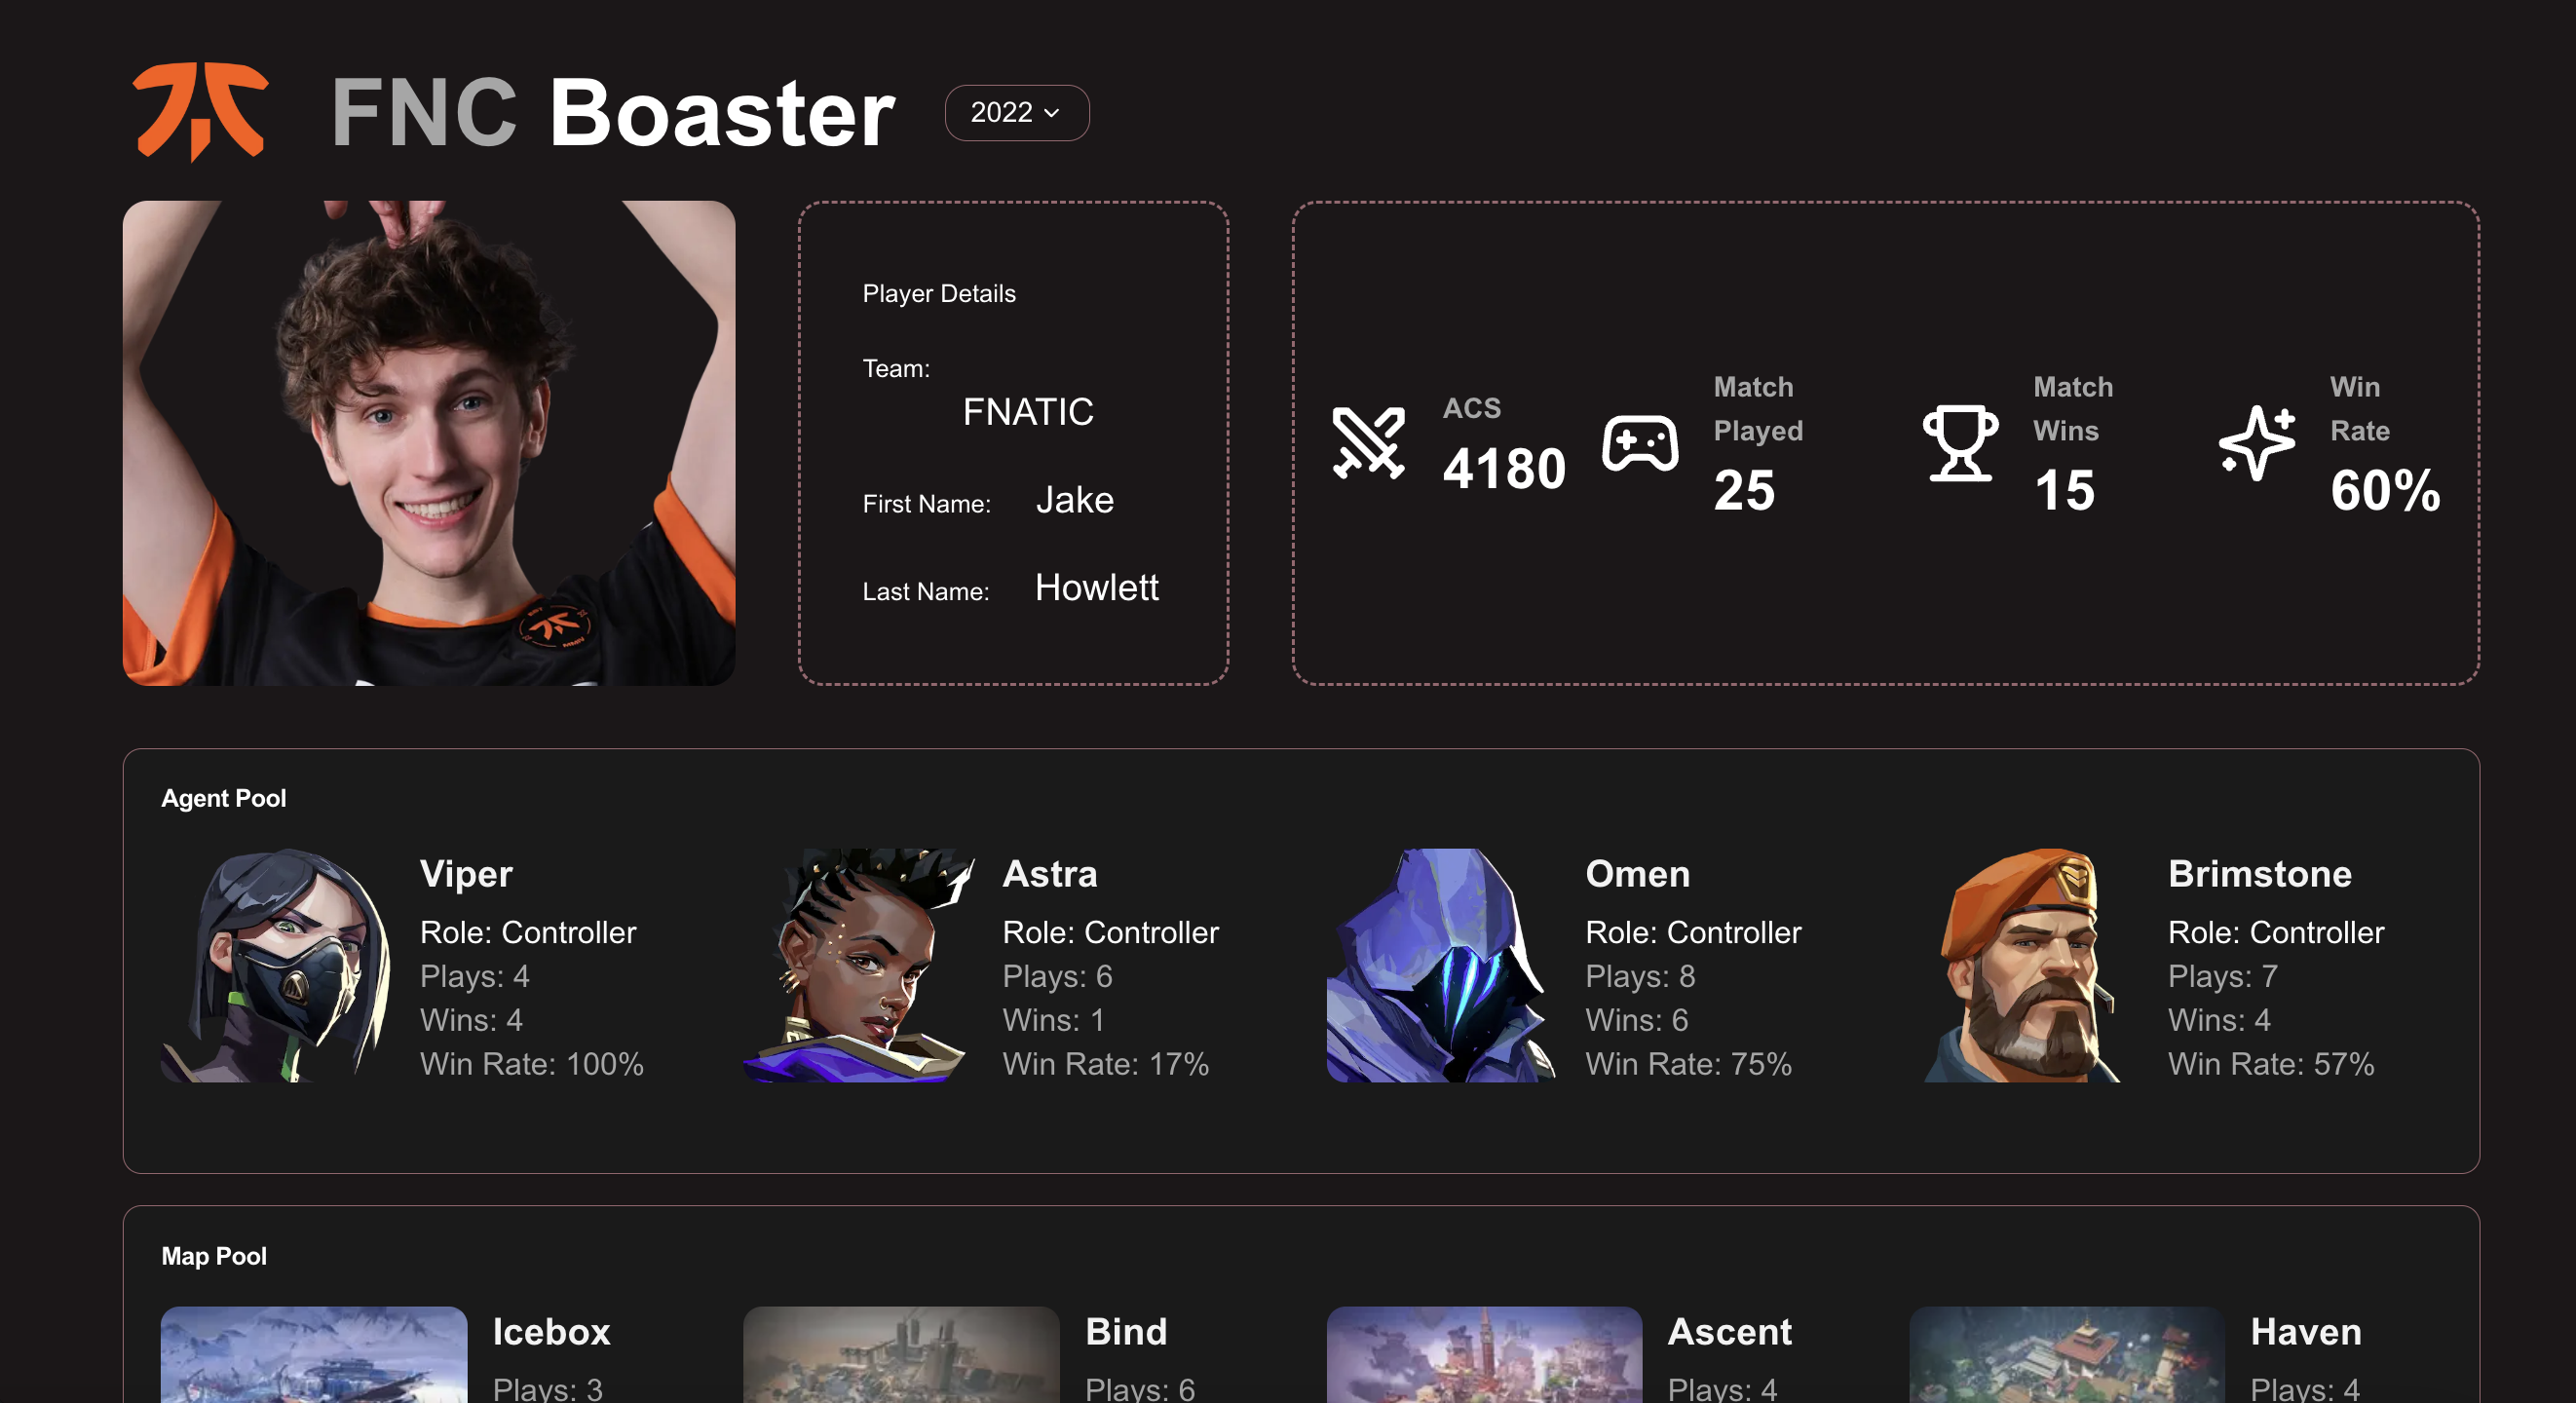 FNC Boaster
2022
Player Details
Team:
FNATIC
First Name: Jake
Last Name: Howlett
ACS
4180
Match
Played
25
Match
Wins
15
Win
Rate
60%
Agent Pool
Viper
Role: Controller
Plays: 4
Wins: 4
Win Rate: 100%
Astra
Role: Controller
Plays: 6
Wins: 1
Win Rate: 17%
Omen
Role: Controller
Plays: 8
Wins: 6
Win Rate: 75%
Brimstone
Role: Controller
Plays: 7
Wins: 4
Win Rate: 57%
Map Pool
Icebox
Plays: 3
Bind
Plays: 6
Ascent
Plays: 4
Haven
Plays: 4